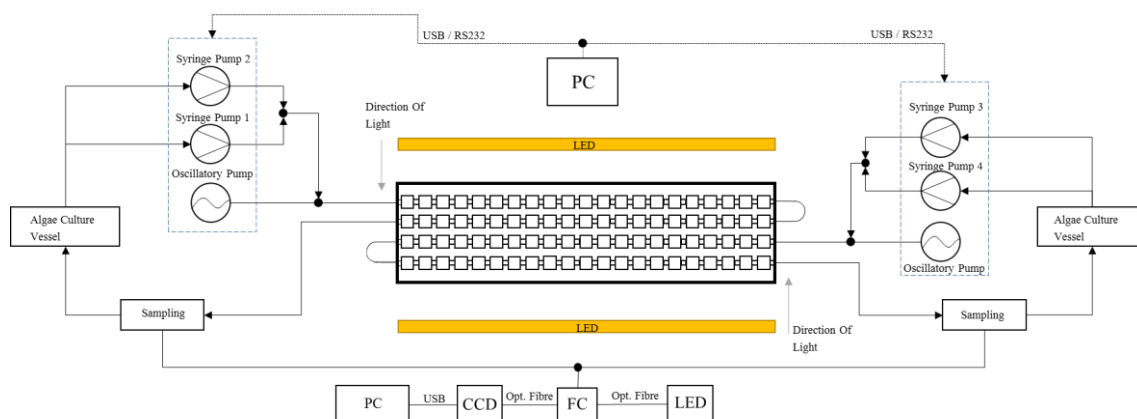 USB / RS232
USB / RS232
Syringe Pump 2
PC
Syringe Pump 1
Oscillatory Pump
Direction Of
Light
LED
Syringe Pump 3
Syringe Pump 4
Oscillatory Pump
Algae Culture
Vessel
Algae Culture
Vessel
Sampling
Sampling
LED
Direction Of
Light
PC
USB
CCD
Opt. Fibre
FC
Opt. Fibre
LED